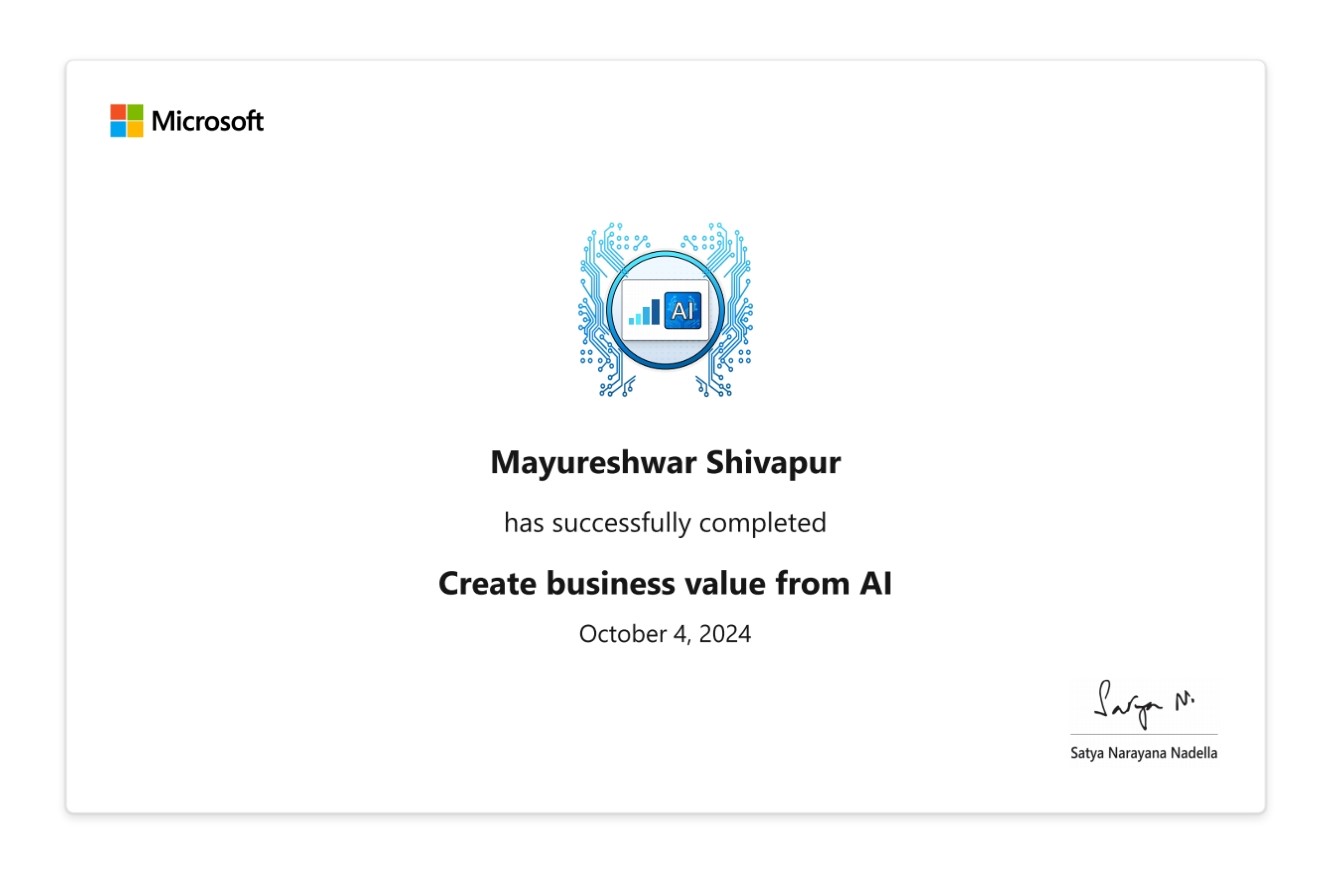 Microsoft
AI
Mayureshwar Shivapur
has successfully completed
Create business value from AI
October 4, 2024
Satya N.
Satya Narayana Nadella